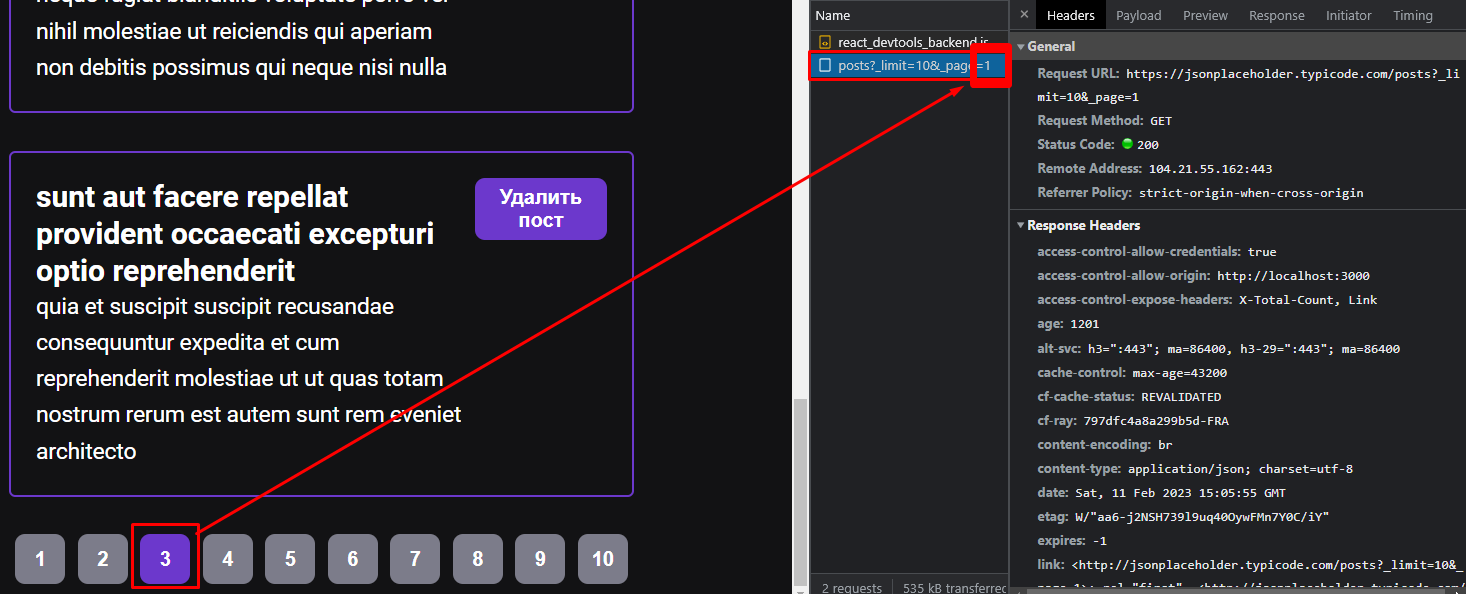 nihil molestiae ut reiciendis qui aperiam
non debitis possimus qui neque nisi nulla
sunt aut facere repellat
provident occaecati excepturi
optio reprehenderit
Удалить
пост
quia et suscipit suscipit recusandae
consequuntur expedita et cum
reprehenderit molestiae ut ut quas totam
nostrum rerum est autem sunt rem eveniet
architecto
1 2 3 4 5 6 7 8 9 10
Name
react_devtools_backend.js
posts?_limit=10&_page=1
2 requests 535 kB transferred
× Headers Payload Preview Response Initiator Timing
General
Request URL: https://jsonplaceholder.typicode.com/posts?_li
mit=10&_page=1
Request Method: GET
Status Code: 200
Remote Address: 104.21.55.162:443
Referrer Policy: strict-origin-when-cross-origin
Response Headers
access-control-allow-credentials: true
access-control-allow-origin: http://localhost:3000
access-control-expose-headers: X-Total-Count, Link
age: 1201
alt-svc: h3=":443"; ma=86400, h3-29=":443"; ma=86400
cache-control: max-age=43200
cf-cache-status: REVALIDATED
cf-ray: 797dfc4a8a299b5d-FRA
content-encoding: br
content-type: application/json; charset=utf-8
date: Sat, 11 Feb 2023 15:05:55 GMT
etag: W/"aa6-j2NSH739l9uq40OywFMn7Y0C/iY"
expires: -1
link: <http://jsonplaceholder.typicode.com/posts?_limit=10&_